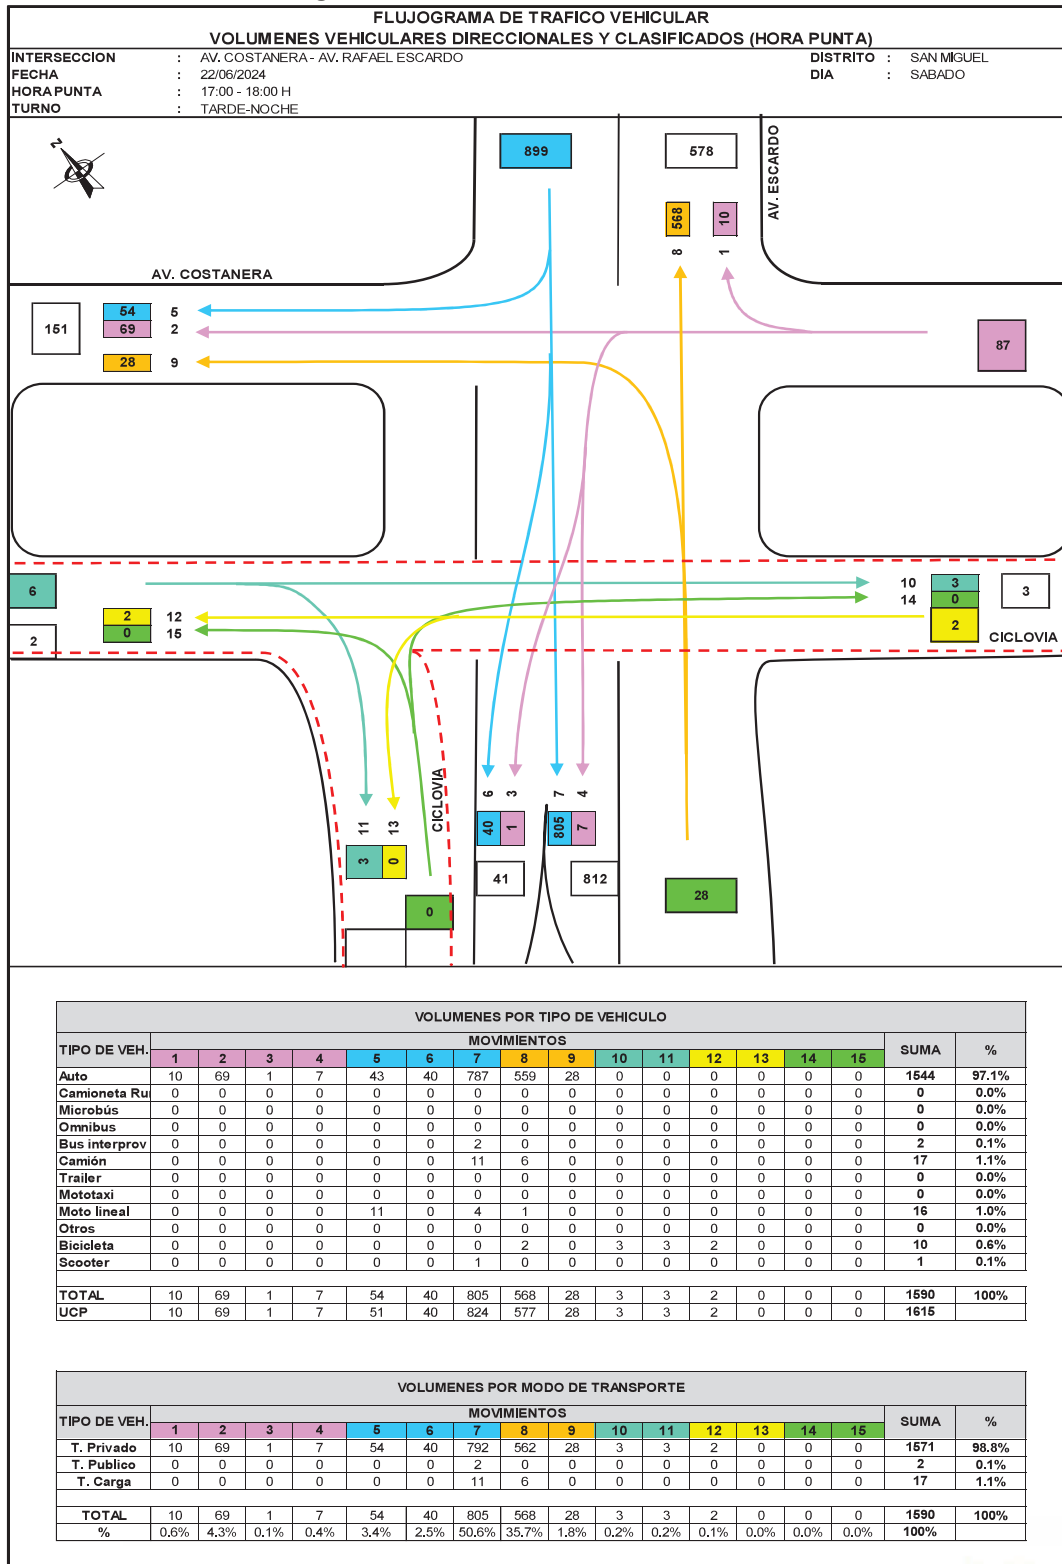 FLUJOGRAMA DE TRAFICO VEHICULAR
VOLUMENES VEHICULARES DIRECCIONALES Y CLASIFICADOS (HORA PUNTA)
INTERSECCION : AV. COSTANERA - AV. RAFAEL ESCARDO DISTRITO : SAN MIGUEL
FECHA : 22/06/2024 DIA : SABADO
HORA PUNTA : 17:00 - 18:00 H
TURNO : TARDE-NOCHE
N
899 578
AV. ESCARDO
568 10
8 1
AV. COSTANERA
151 54 5
69 2
28 9
87
6
2 12
0 15
2
10 3
14 0
2
3
CICLOVIA
CICLOVIA
11 13
3 0
0
6 3 7 4
40 1 805 7
41 812
28
VOLUMENES POR TIPO DE VEHICULO
TIPO DE VEH. MOVIMIENTOS SUMA %
1 2 3 4 5 6 7 8 9 10 11 12 13 14 15
Auto 10 69 1 7 43 40 787 559 28 0 0 0 0 0 0 1544 97.1%
Camioneta Ru 0 0 0 0 0 0 0 0 0 0 0 0 0 0 0 0 0.0%
Microbús 0 0 0 0 0 0 0 0 0 0 0 0 0 0 0 0 0.0%
Omnibus 0 0 0 0 0 0 0 0 0 0 0 0 0 0 0 0 0.0%
Bus interprov 0 0 0 0 0 0 2 0 0 0 0 0 0 0 0 2 0.1%
Camión 0 0 0 0 0 0 11 6 0 0 0 0 0 0 0 17 1.1%
Trailer 0 0 0 0 0 0 0 0 0 0 0 0 0 0 0 0 0.0%
Mototaxi 0 0 0 0 0 0 0 0 0 0 0 0 0 0 0 0 0.0%
Moto lineal 0 0 0 0 11 0 4 1 0 0 0 0 0 0 0 16 1.0%
Otros 0 0 0 0 0 0 0 0 0 0 0 0 0 0 0 0 0.0%
Bicicleta 0 0 0 0 0 0 0 2 0 3 3 2 0 0 0 10 0.6%
Scooter 0 0 0 0 0 0 1 0 0 0 0 0 0 0 0 1 0.1%
TOTAL 10 69 1 7 54 40 805 568 28 3 3 2 0 0 0 1590 100%
UCP 10 69 1 7 51 40 824 577 28 3 3 2 0 0 0 1615
VOLUMENES POR MODO DE TRANSPORTE
TIPO DE VEH. MOVIMIENTOS SUMA %
1 2 3 4 5 6 7 8 9 10 11 12 13 14 15
T. Privado 10 69 1 7 54 40 792 562 28 3 3 2 0 0 0 1571 98.8%
T. Publico 0 0 0 0 0 0 2 0 0 0 0 0 0 0 0 2 0.1%
T. Carga 0 0 0 0 0 0 11 6 0 0 0 0 0 0 0 17 1.1%
TOTAL 10 69 1 7 54 40 805 568 28 3 3 2 0 0 0 1590 100%
% 0.6% 4.3% 0.1% 0.4% 3.4% 2.5% 50.6% 35.7% 1.8% 0.2% 0.2% 0.1% 0.0% 0.0% 0.0% 100%